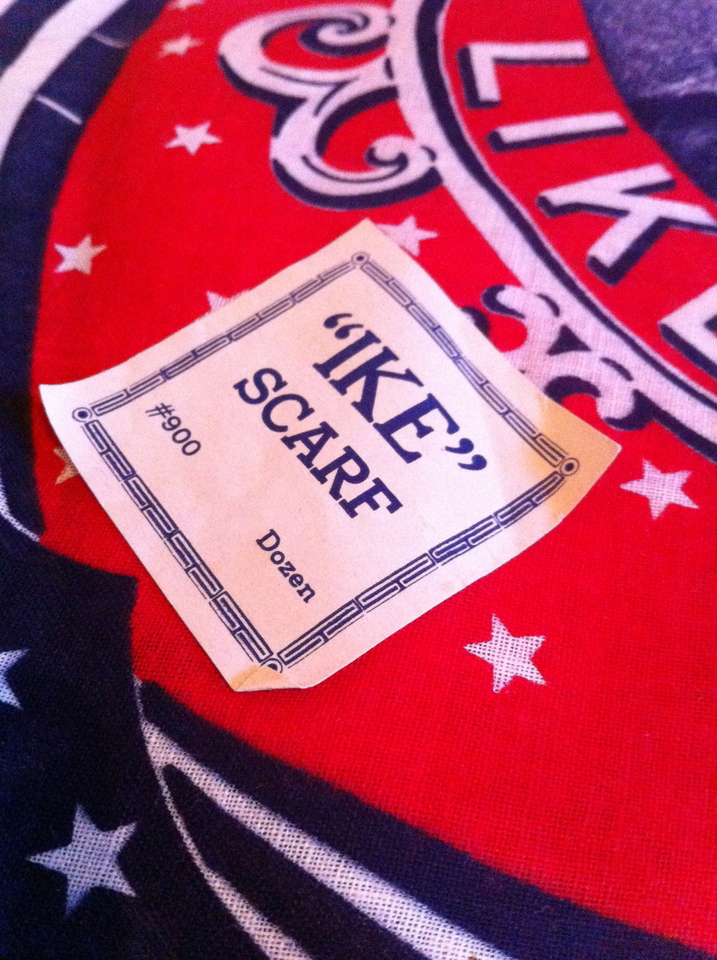 LIKE
“IKE”
SCARF
#900
Dozen